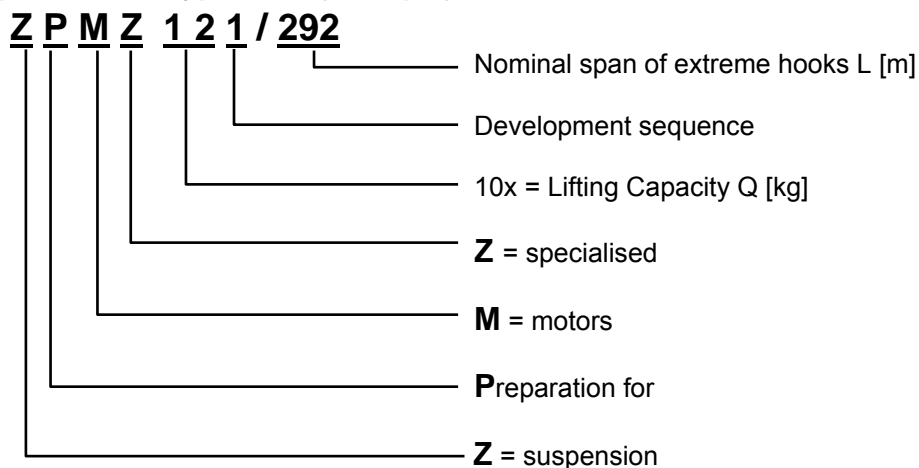 Z P M Z 1 2 1 / 292
Nominal span of extreme hooks L [m]
Development sequence
10x = Lifting Capacity Q [kg]
Z = specialised
M = motors
Preparation for
Z = suspension